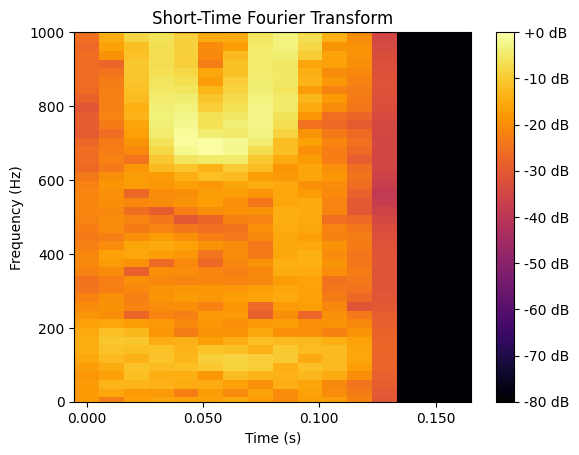 Short-Time Fourier Transform
1000
800
600
400
200
0
Frequency (Hz)
0.000
0.050
0.100
0.150
Time (s)
+0 dB
-10 dB
-20 dB
-30 dB
-40 dB
-50 dB
-60 dB
-70 dB
-80 dB